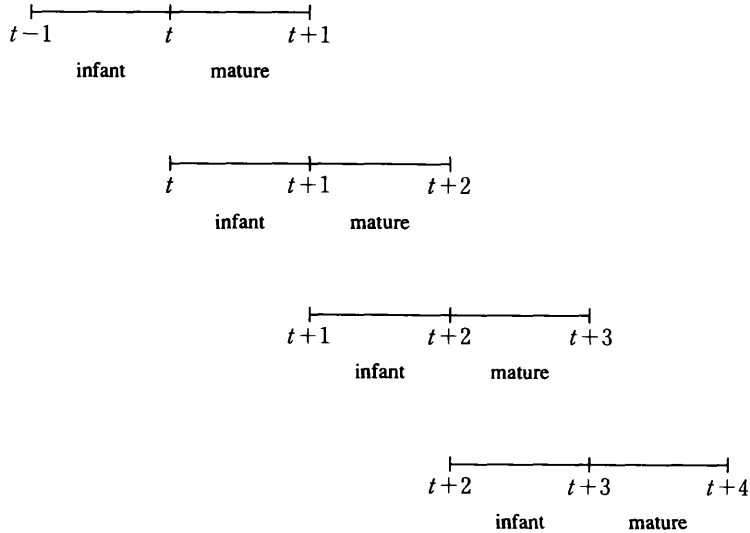 t−1 t t+1
infant mature
t t+1 t+2
infant mature
t+1 t+2 t+3
infant mature
t+2 t+3 t+4
infant mature